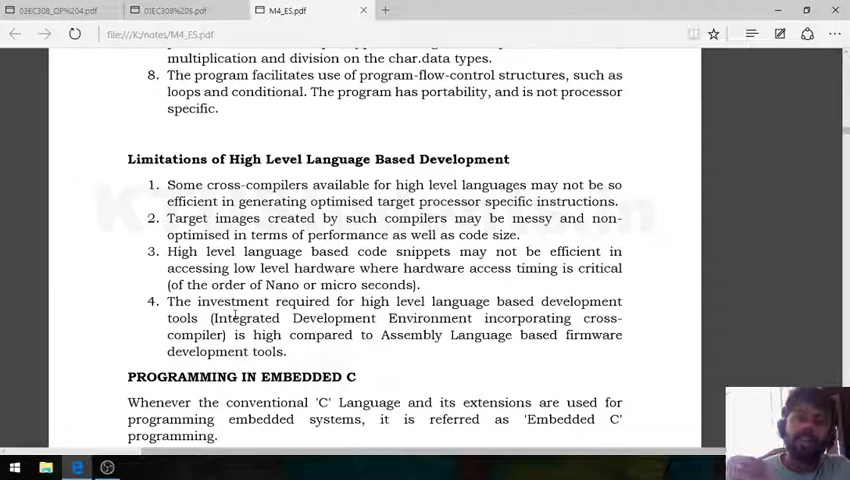 03EC308_QP%204.pdf
01EC308%20S.pdf
M4_ES.pdf
file:///K:/notes/M4_ES.pdf
multiplication and division on the char.data types.
8. The program facilitates use of program-flow-control structures, such as
loops and conditional. The program has portability, and is not processor
specific.
Limitations of High Level Language Based Development
1. Some cross-compilers available for high level languages may not be so
efficient in generating optimised target processor specific instructions.
2. Target images created by such compilers may be messy and non-
optimised in terms of performance as well as code size.
3. High level language based code snippets may not be efficient in
accessing low level hardware where hardware access timing is critical
(of the order of Nano or micro seconds).
4. The investment required for high level language based development
tools (Integrated Development Environment incorporating cross-
compiler) is high compared to Assembly Language based firmware
development tools.
PROGRAMMING IN EMBEDDED C
Whenever the conventional 'C' Language and its extensions are used for
programming embedded systems, it is referred as 'Embedded C'
programming.